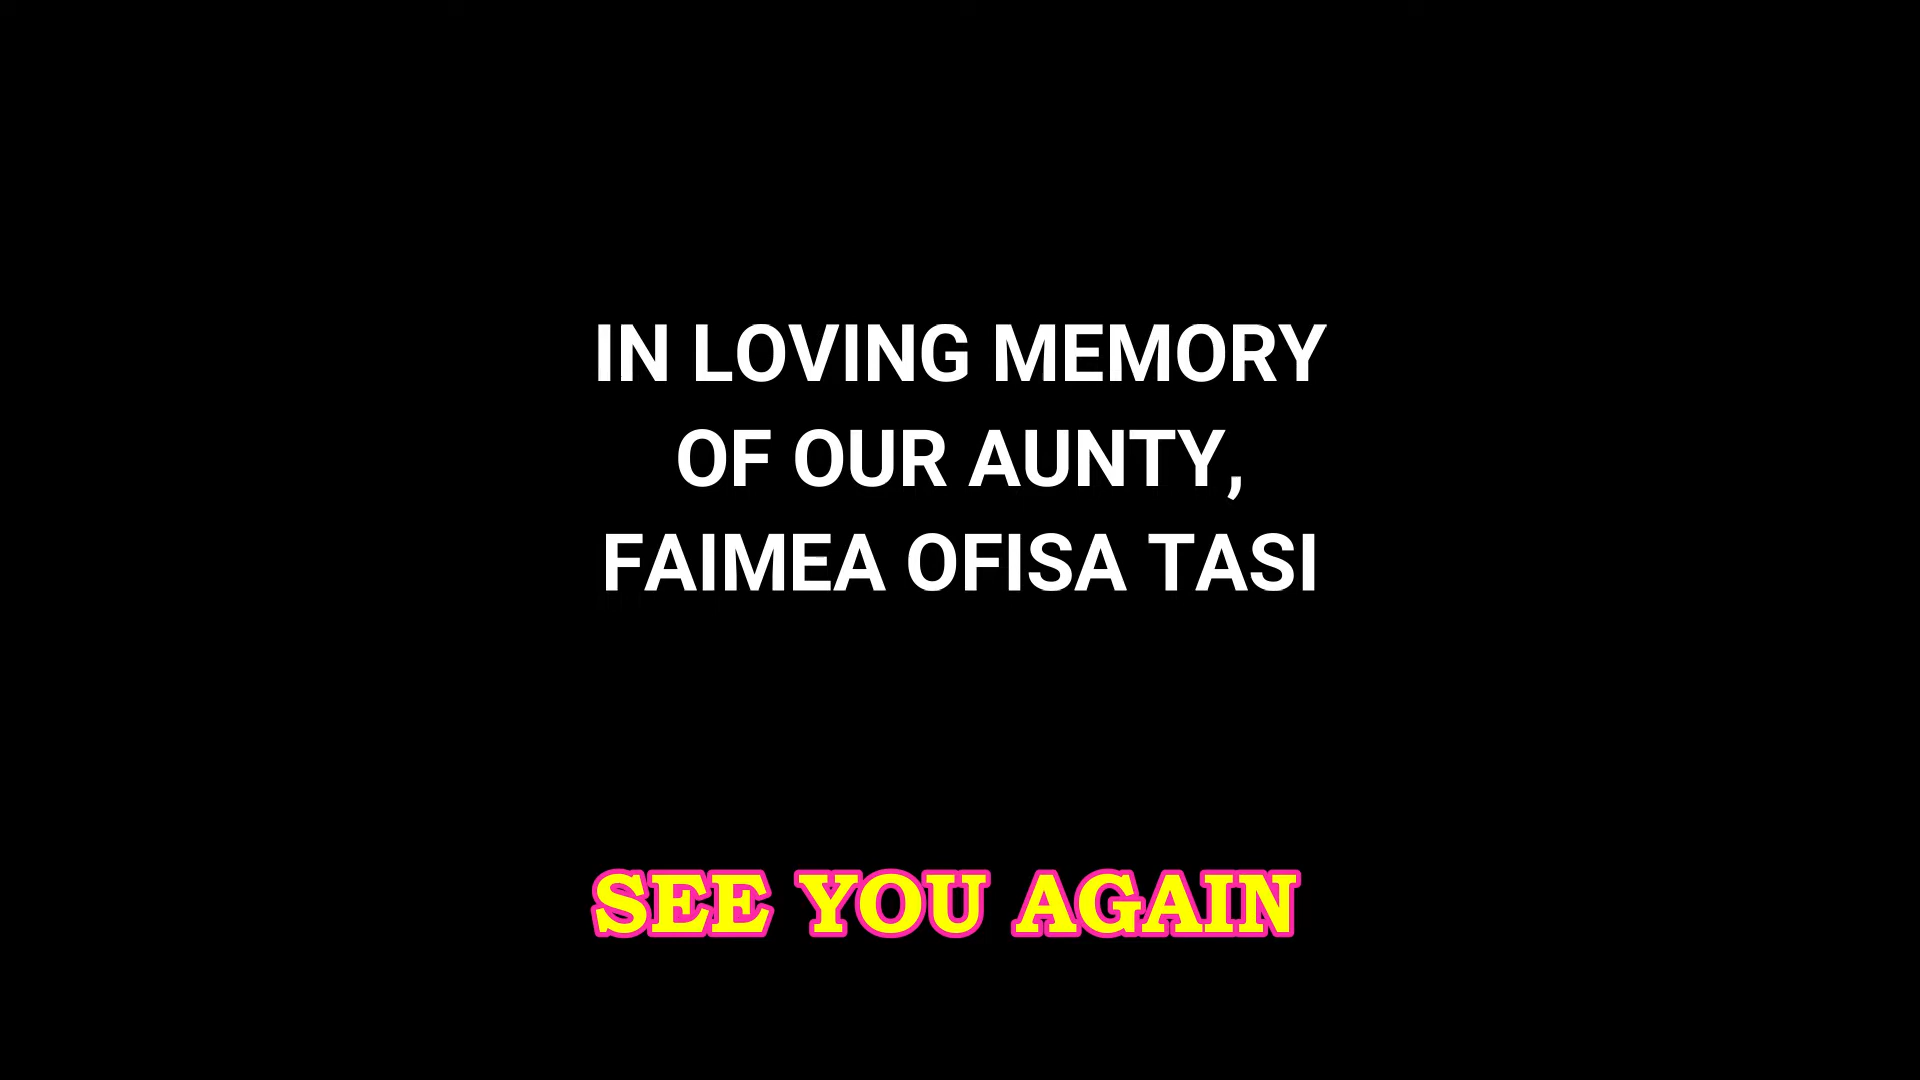 IN LOVING MEMORY
OF OUR AUNTY,
FAIMEA OFISA TASI
SEE YOU AGAIN